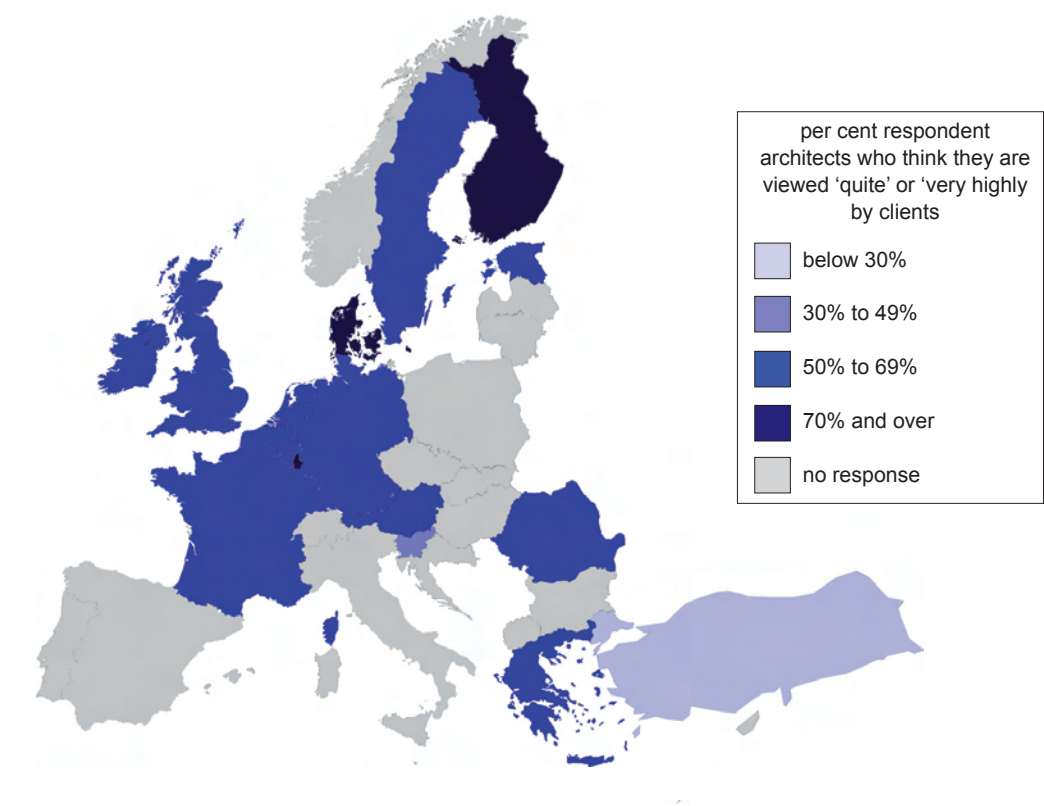 per cent respondent
architects who think they are
viewed ‘quite’ or ‘very highly
by clients
below 30%
30% to 49%
50% to 69%
70% and over
no response